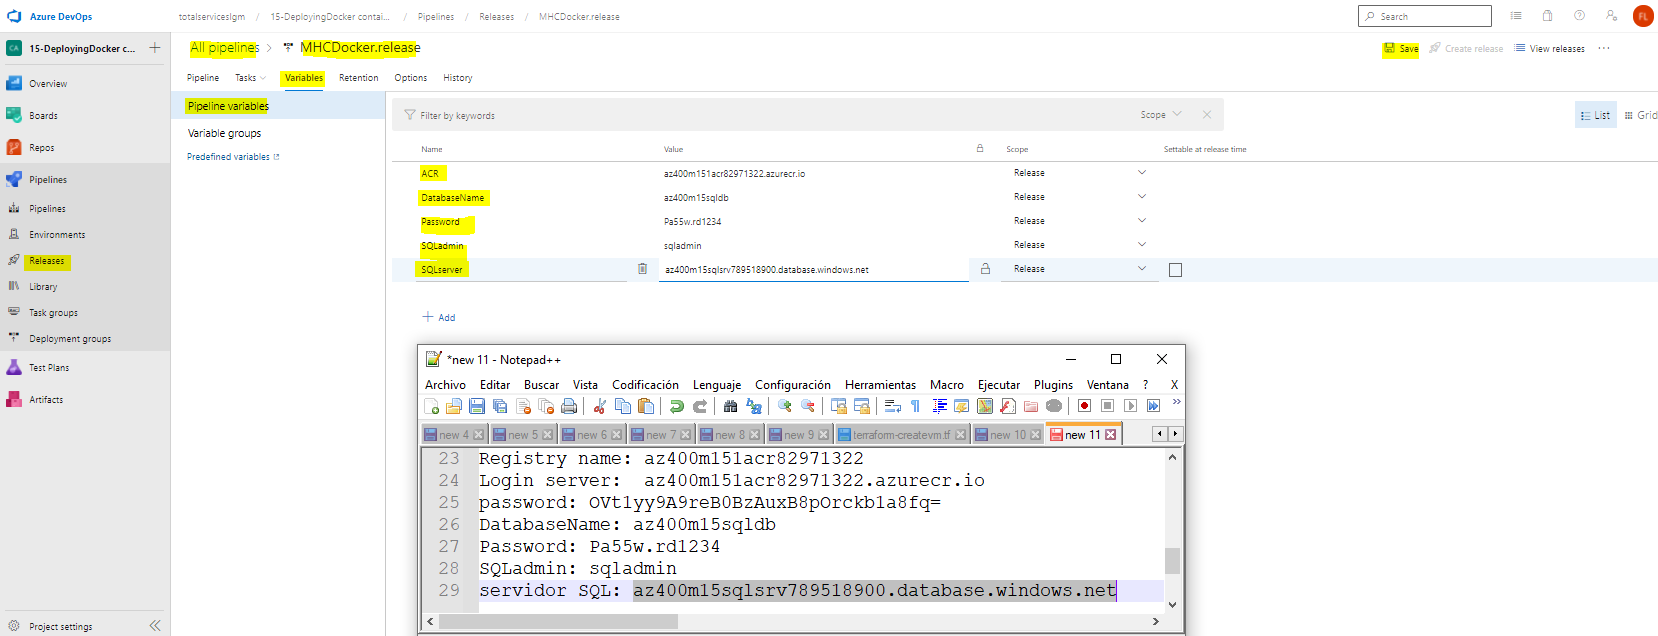 Azure DevOps
totalserviceslgm / 15-DeployingDocker contai... / Pipelines / Releases / MHCDocker.release
Search
FL
CA 15-DeployingDocker c...
All pipelines > MHCDocker.release
Save Create release View releases ...
Pipeline Tasks Variables Retention Options History
Overview
Boards
Repos
Pipelines
Pipelines
Environments
Releases
Library
Task groups
Deployment groups
Test Plans
Artifacts
Project settings
Pipeline variables
Variable groups
Predefined variables
Filter by keywords
Scope
List
Grid
Name Value Scope Settable at release time
ACR az400m151acr82971322.azurecr.io Release
DatabaseName az400m15sqldb Release
Password Pa55w.rd1234 Release
SQLadmin sqladmin Release
SQLserver az400m15sqlsrv789518900.database.windows.net Release
Add
*new 11 - Notepad++
Archivo Editar Buscar Vista Codificación Lenguaje Configuración Herramientas Macro Ejecutar Plugins Ventana ? X
new 4 new 5 new 6 new 7 new 8 new 9 terraform-createvm.tf new 10 new 11
23 Registry name: az400m151acr82971322
24 Login server:  az400m151acr82971322.azurecr.io
25 password: OVt1yy9A9reB0BzAuxB8pOrckb1a8fq=
26 DatabaseName: az400m15sqldb
27 Password: Pa55w.rd1234
28 SQLadmin: sqladmin
29 servidor SQL: az400m15sqlsrv789518900.database.windows.net